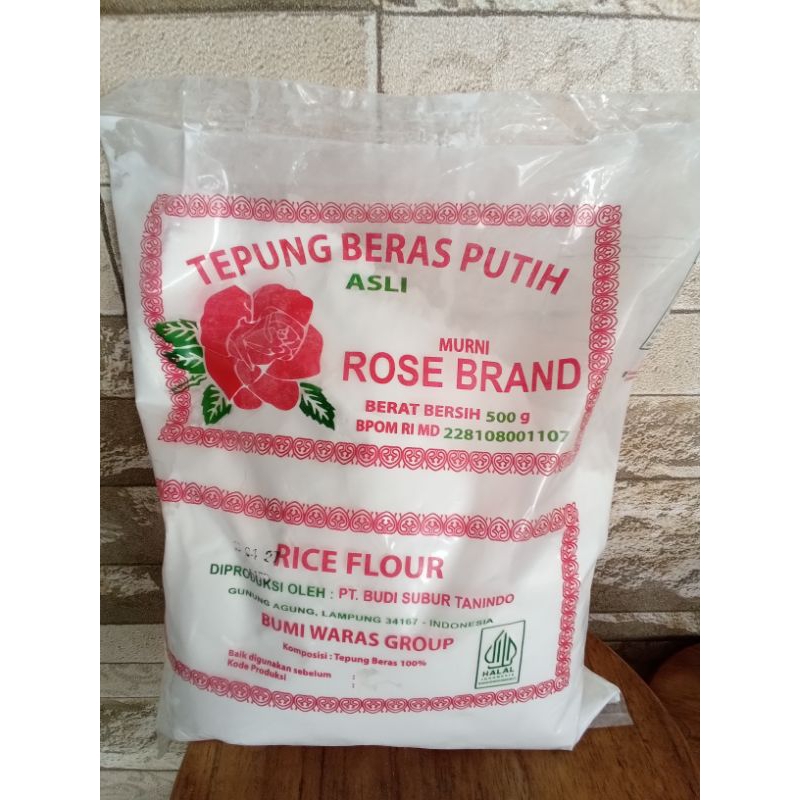 TEPUNG BERAS PUTIH
ASLI
MURNI
ROSE BRAND
BERAT BERSIH 500 g
BPOM RI MD 228108001107
RICE FLOUR
DIPRODUKSI OLEH : PT. BUDI SUBUR TANINDO
GUNUNG AGUNG, LAMPUNG 34167 - INDONESIA
BUMI WARAS GROUP
Komposisi : Tepung Beras 100%
Baik digunakan sebelum :
Kode Produksi :
HALAL
INDONESIA